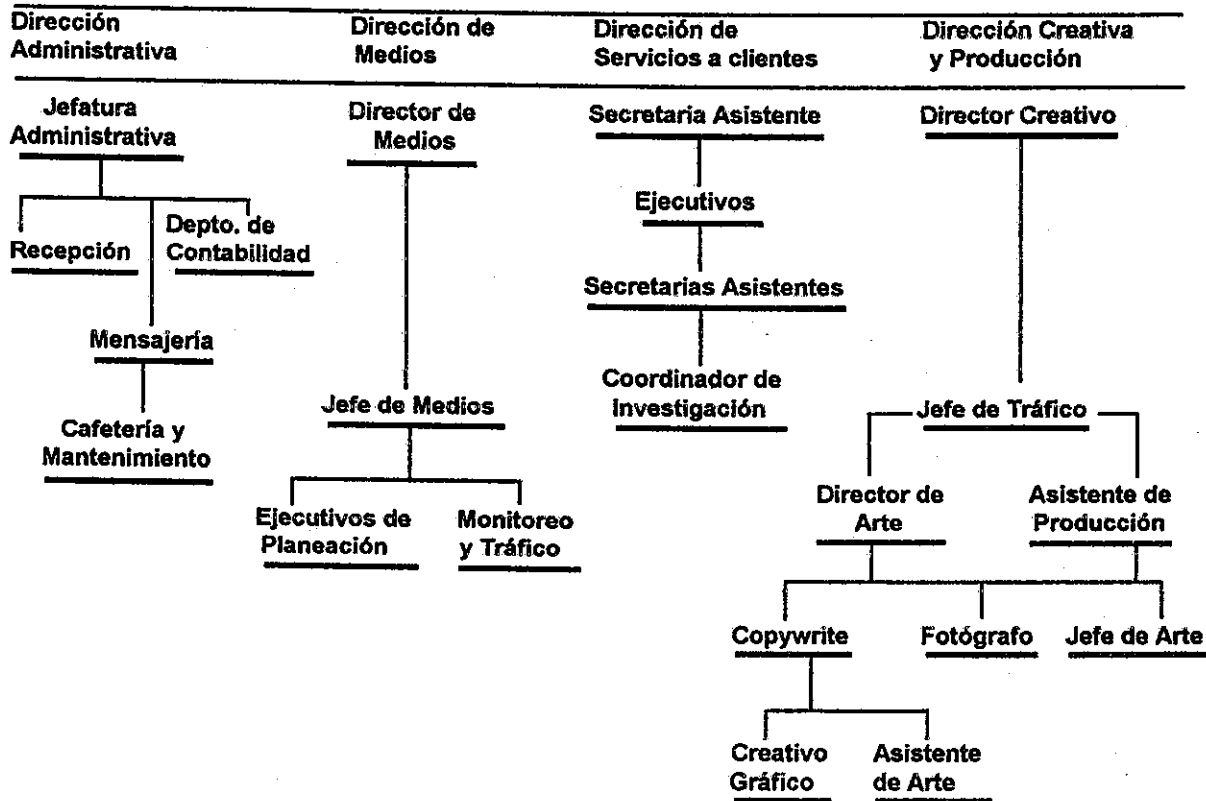 Dirección
Administrativa
Dirección de
Medios
Dirección de
Servicios a clientes
Dirección Creativa
y Producción
Jefatura
Administrativa
Recepción
Depto. de
Contabilidad
Mensajería
Cafetería y
Mantenimiento
Director de
Medios
Jefe de Medios
Ejecutivos de
Planeación
Monitoreo
y Tráfico
Secretaria Asistente
Ejecutivos
Secretarias Asistentes
Coordinador de
Investigación
Director Creativo
Jefe de Tráfico
Director de
Arte
Asistente de
Producción
Copywrite
Fotógrafo
Jefe de Arte
Creativo
Gráfico
Asistente
de Arte